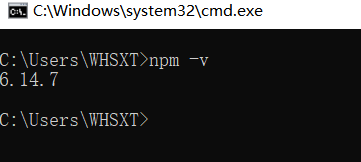 C:\Windows\system32\cmd.exe
C:\Users\WHSXT>npm -v
6.14.7
C:\Users\WHSXT>